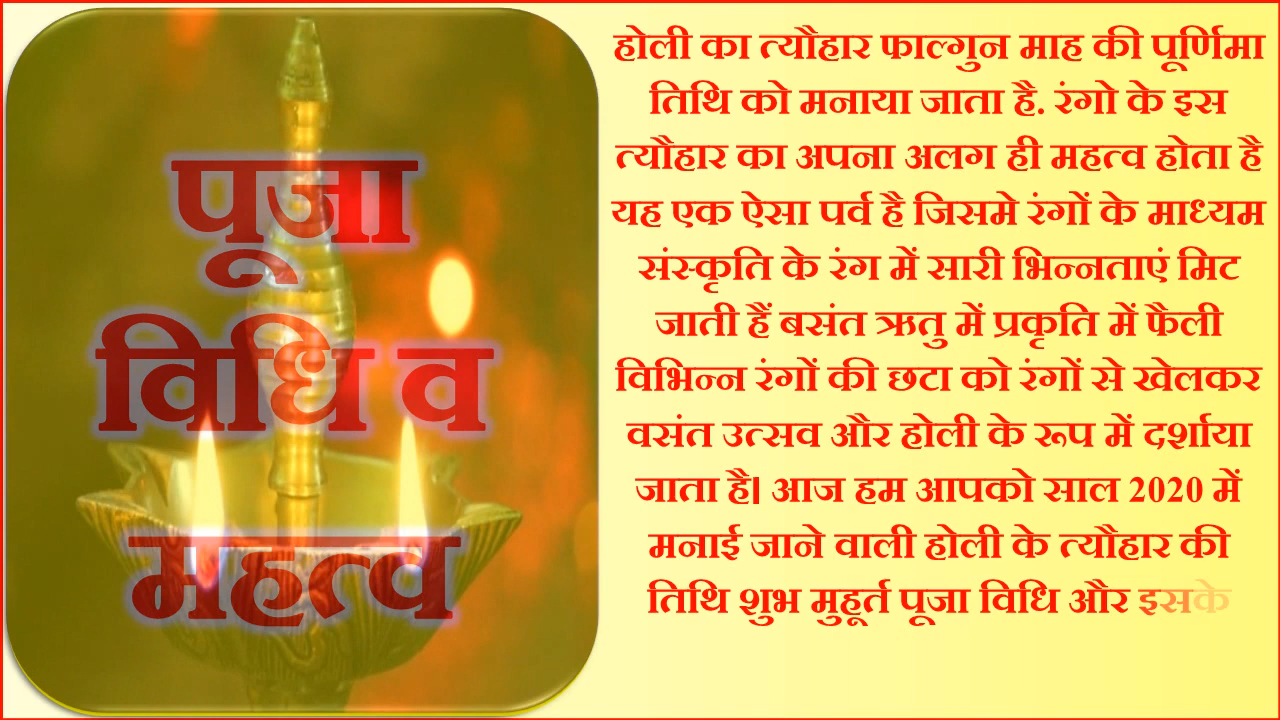 पूजा
विधि व
महत्व
होली का त्यौहार फाल्गुन माह की पूर्णिमा
तिथि को मनाया जाता है. रंगो के इस
त्यौहार का अपना अलग ही महत्व होता है
यह एक ऐसा पर्व है जिसमे रंगों के माध्यम
संस्कृति के रंग में सारी भिन्नताएं मिट
जाती हैं बसंत ऋतु में प्रकृति में फैली
विभिन्न रंगों की छटा को रंगों से खेलकर
वसंत उत्सव और होली के रूप में दर्शाया
जाता है| आज हम आपको साल 2020 में
मनाई जाने वाली होली के त्यौहार की
तिथि शुभ मुहूर्त पूजा विधि और इसके